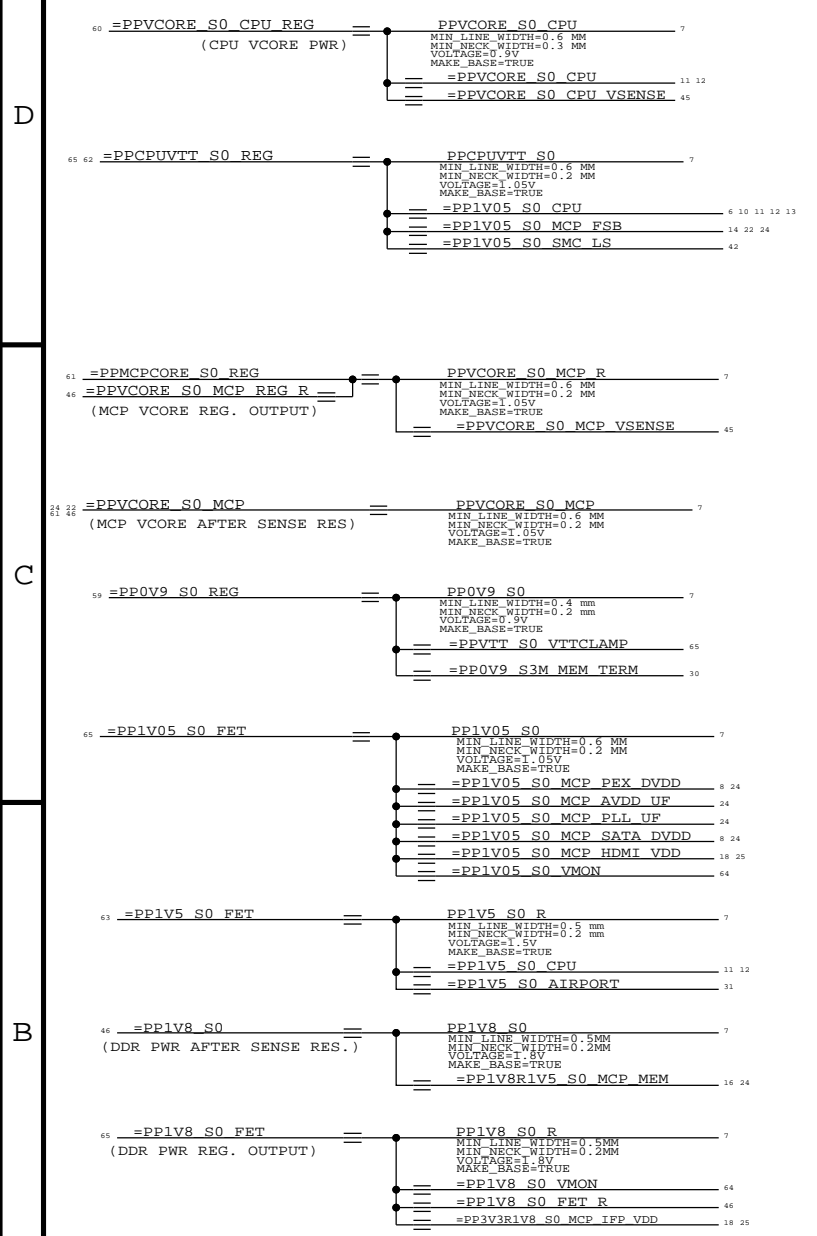 D
60 =PPVCORE_S0_CPU_REG
(CPU VCORE PWR)
PPVCORE_S0_CPU 7
MIN_LINE_WIDTH=0.6 MM
MIN_NECK_WIDTH=0.3 MM
VOLTAGE=0.9V
MAKE_BASE=TRUE
=PPVCORE_S0_CPU 11 12
=PPVCORE_S0_CPU_VSENSE 45
65 62 =PPCPUVTT_S0_REG
PPCPUVTT_S0 7
MIN_LINE_WIDTH=0.6 MM
MIN_NECK_WIDTH=0.2 MM
VOLTAGE=1.05V
MAKE_BASE=TRUE
=PP1V05_S0_CPU 6 10 11 12 13
=PP1V05_S0_MCP_FSB 14 22 24
=PP1V05_S0_SMC_LS 42
C
61 =PPMCPCORE_S0_REG
46 =PPVCORE_S0_MCP_REG_R
(MCP VCORE REG. OUTPUT)
PPVCORE_S0_MCP_R 7
MIN_LINE_WIDTH=0.6 MM
MIN_NECK_WIDTH=0.2 MM
VOLTAGE=1.05V
MAKE_BASE=TRUE
=PPVCORE_S0_MCP_VSENSE 45
24 22 =PPVCORE_S0_MCP
61 46
(MCP VCORE AFTER SENSE RES)
PPVCORE_S0_MCP 7
MIN_LINE_WIDTH=0.6 MM
MIN_NECK_WIDTH=0.2 MM
VOLTAGE=1.05V
MAKE_BASE=TRUE
59 =PP0V9_S0_REG
PP0V9_S0 7
MIN_LINE_WIDTH=0.4 mm
MIN_NECK_WIDTH=0.2 mm
VOLTAGE=0.9V
MAKE_BASE=TRUE
=PPVTT_S0_VTTCLAMP 65
=PP0V9_S3M_MEM_TERM 30
65 =PP1V05_S0_FET
PP1V05_S0 7
MIN_LINE_WIDTH=0.6 MM
MIN_NECK_WIDTH=0.2 MM
VOLTAGE=1.05V
MAKE_BASE=TRUE
=PP1V05_S0_MCP_PEX_DVDD 8 24
=PP1V05_S0_MCP_AVDD_UF 24
=PP1V05_S0_MCP_PLL_UF 24
=PP1V05_S0_MCP_SATA_DVDD 8 24
=PP1V05_S0_MCP_HDMI_VDD 18 25
=PP1V05_S0_VMON 64
B
63 =PP1V5_S0_FET
PP1V5_S0_R 7
MIN_LINE_WIDTH=0.5 mm
MIN_NECK_WIDTH=0.2 mm
VOLTAGE=1.5V
MAKE_BASE=TRUE
=PP1V5_S0_CPU 11 12
=PP1V5_S0_AIRPORT 31
46 =PP1V8_S0
(DDR PWR AFTER SENSE RES.)
PP1V8_S0 7
MIN_LINE_WIDTH=0.5MM
MIN_NECK_WIDTH=0.2MM
VOLTAGE=1.8V
MAKE_BASE=TRUE
=PP1V8R1V5_S0_MCP_MEM 16 24
65 =PP1V8_S0_FET
(DDR PWR REG. OUTPUT)
PP1V8_S0_R 7
MIN_LINE_WIDTH=0.5MM
MIN_NECK_WIDTH=0.2MM
VOLTAGE=1.8V
MAKE_BASE=TRUE
=PP1V8_S0_VMON 64
=PP1V8_S0_FET_R 46
=PP3V3R1V8_S0_MCP_IFP_VDD 18 25